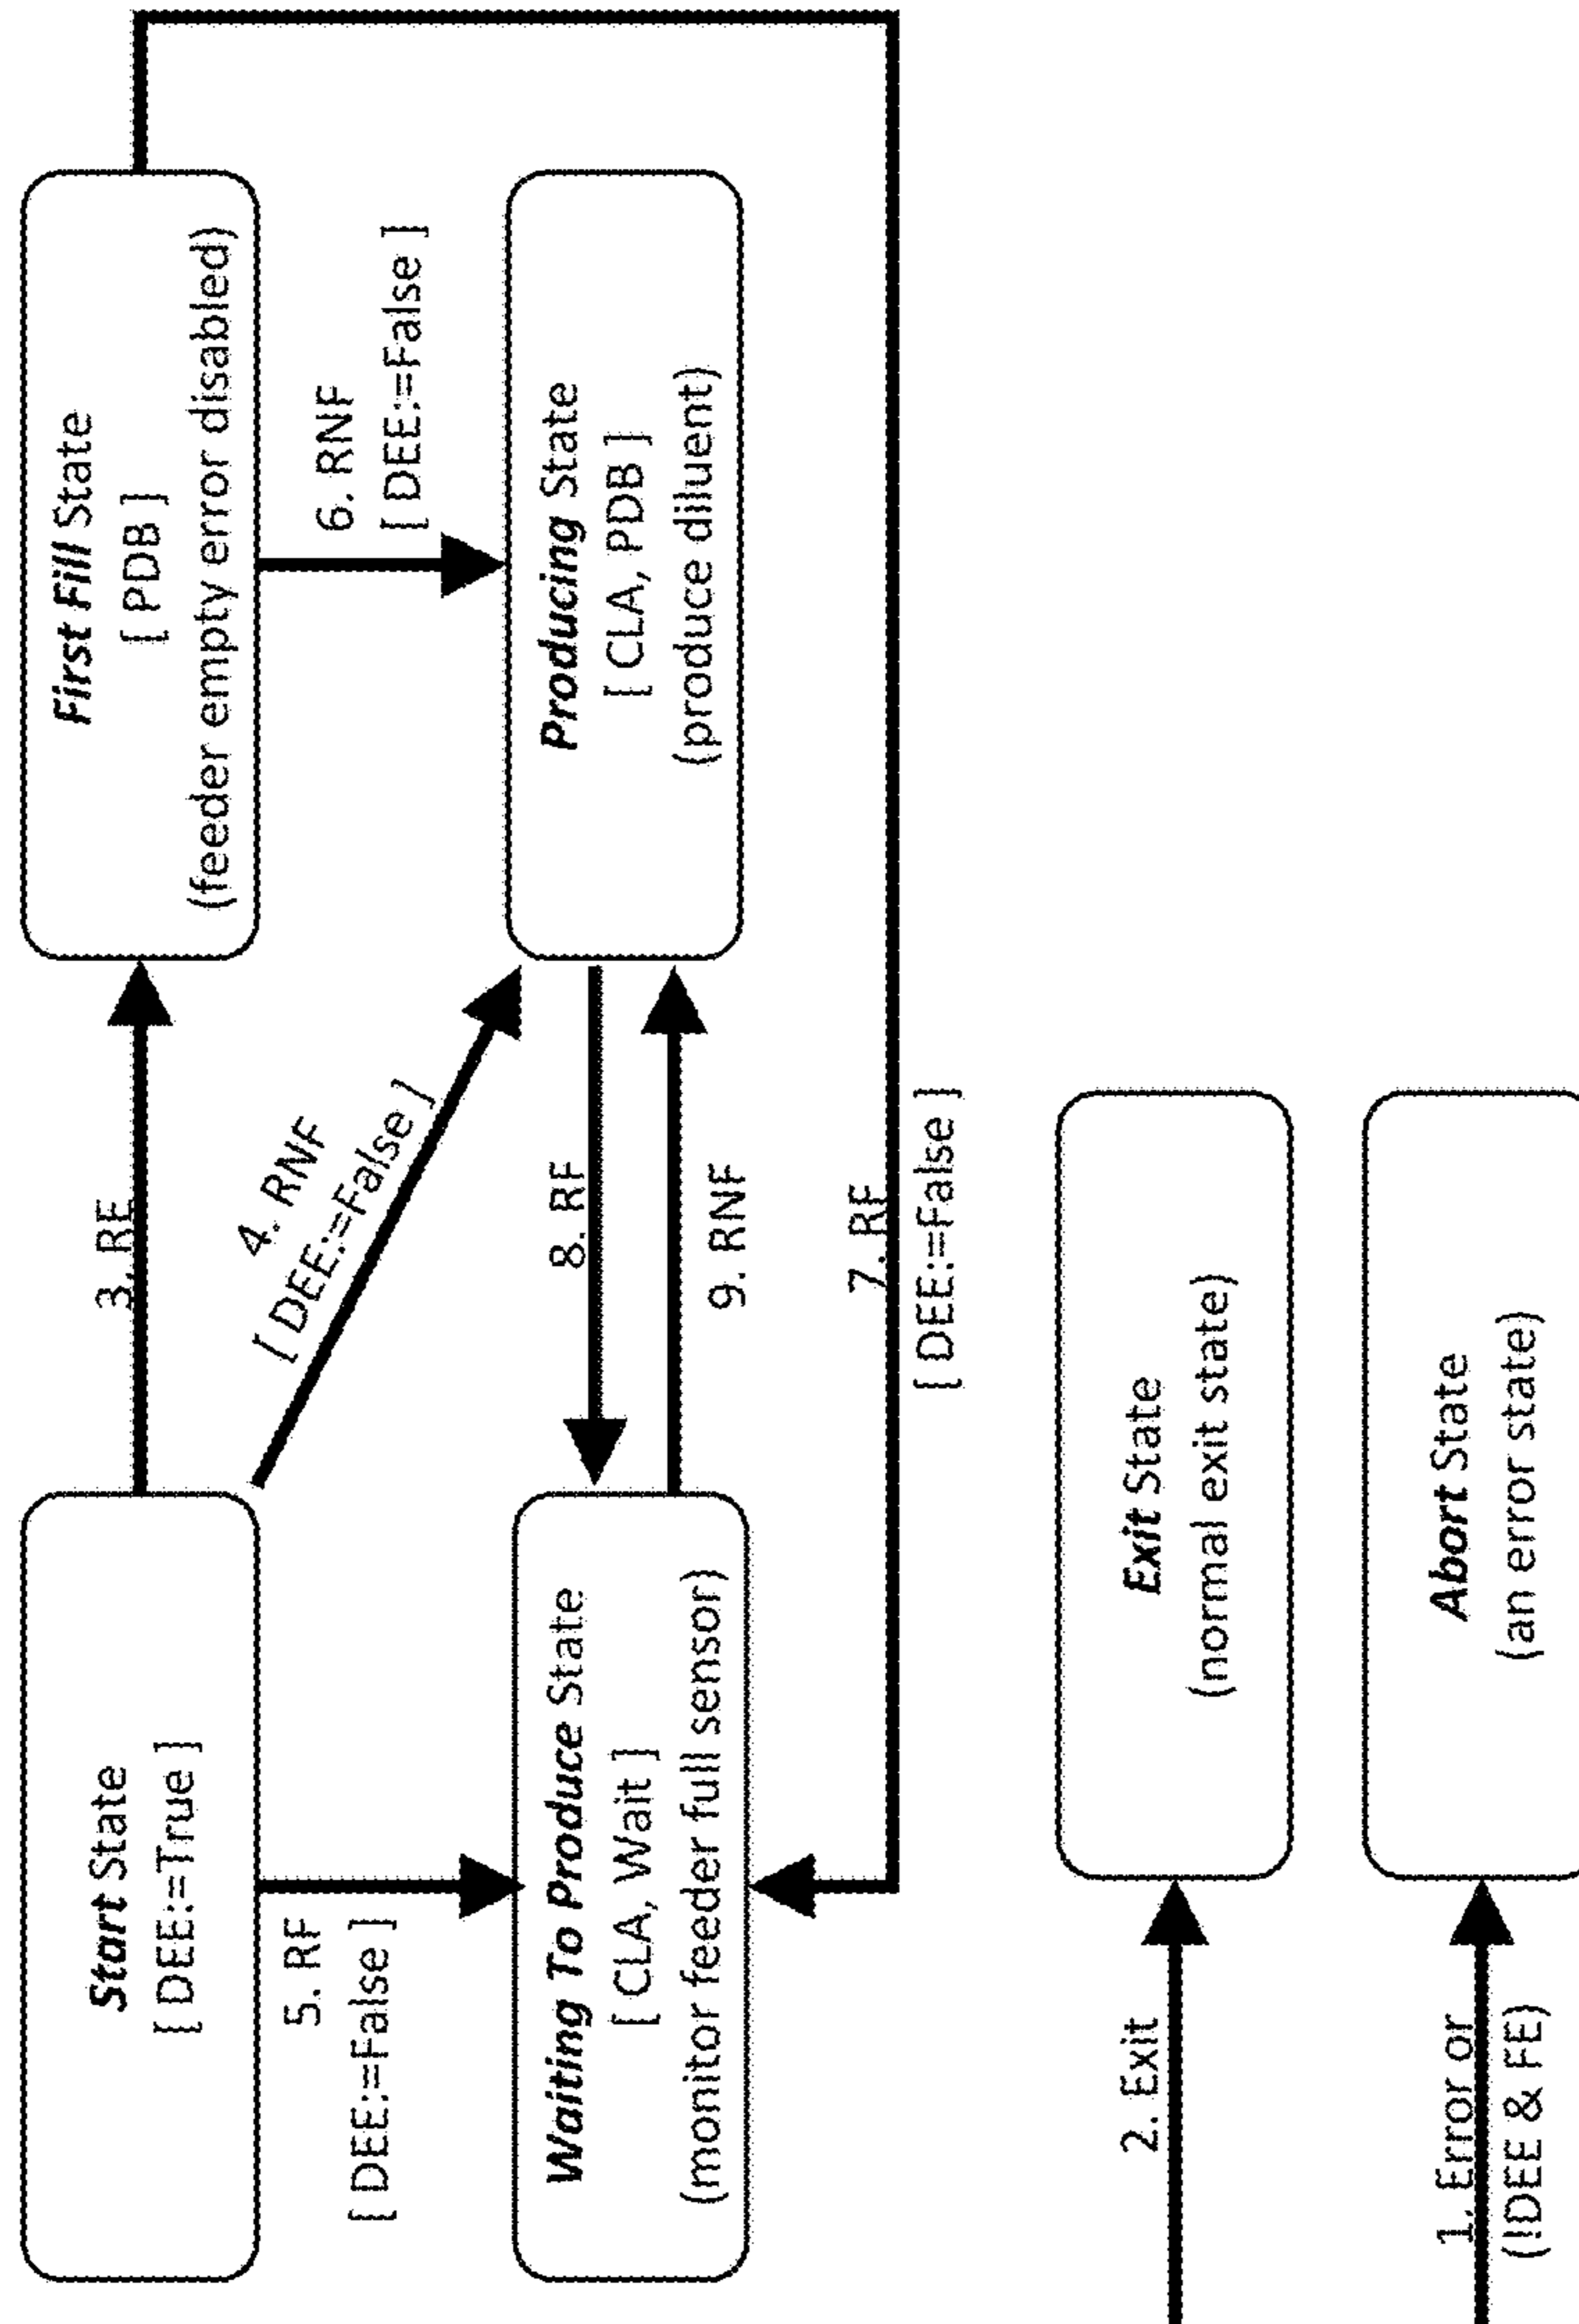 Start State
[ DEE:=True ]
3. RE
First Fill State
[ PDB ]
(feeder empty error disabled)
5. RF
[ DEE:=False ]
4. RNF
[ DEE:=False ]
6. RNF
[ DEE:=False ]
Waiting To Produce State
[ CLA, Wait ]
(monitor feeder full sensor)
8. RF
9. RNF
Producing State
[ CLA, PDB ]
(produce diluent)
7. RF
[ DEE:=False ]
2. Exit
Exit State
(normal exit state)
1. Error or
(!DEE & FE)
Abort State
(an error state)